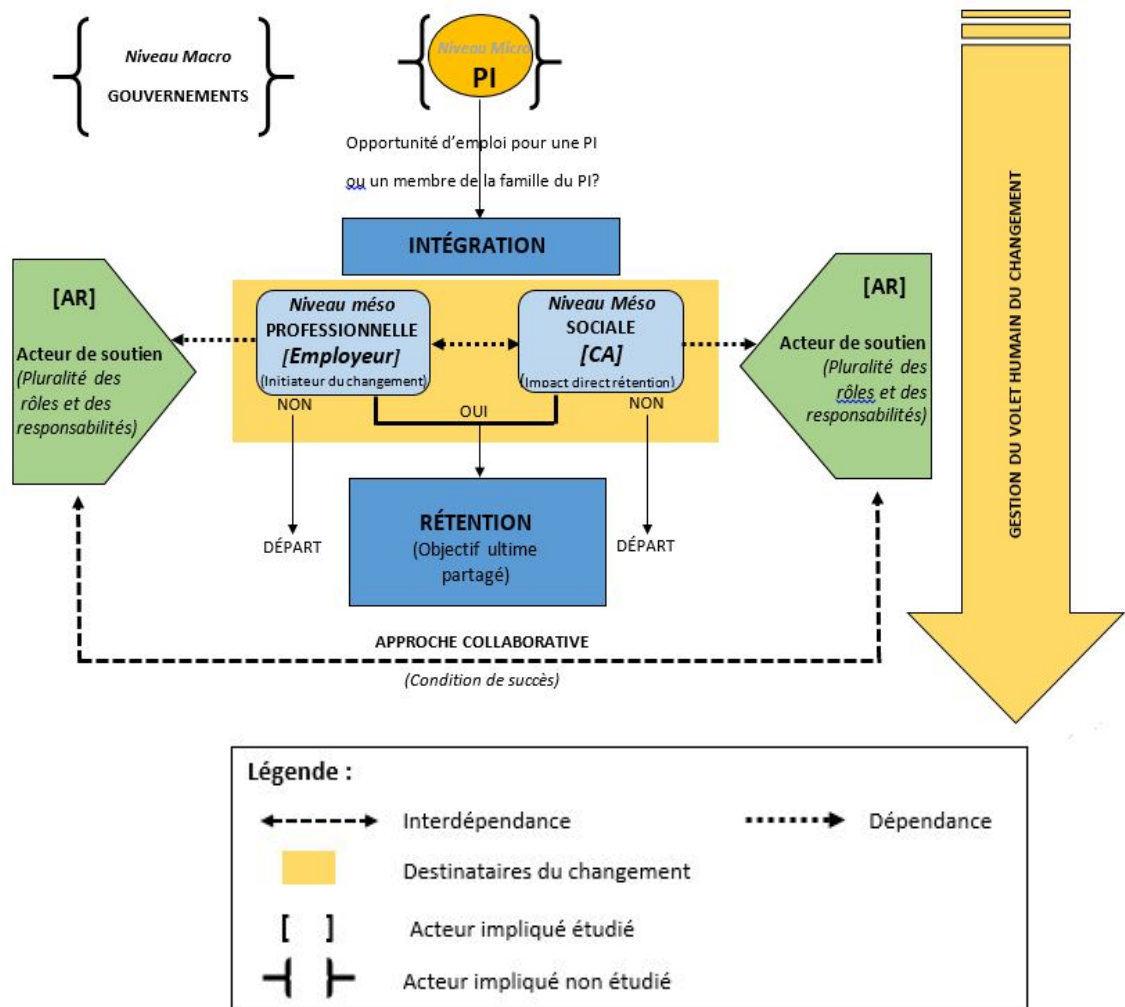 Niveau Macro
GOUVERNEMENTS
Niveau Micro
PI
Opportunité d'emploi pour une PI
ou un membre de la famille du PI?
INTÉGRATION
[AR]
Acteur de soutien
(Pluralité des
rôles et des
responsabilités)
Niveau méso
PROFESSIONNELLE
[Employeur]
(Initiateur du changement)
Niveau Méso
SOCIALE
[CA]
(Impact direct rétention)
[AR]
Acteur de soutien
(Pluralité des
rôles et des
responsabilités)
NON
OUI
NON
DÉPART
RÉTENTION
(Objectif ultime
partagé)
DÉPART
APPROCHE COLLABORATIVE
(Condition de succès)
GESTION DU VOLET HUMAIN DU CHANGEMENT
Légende :
Interdépendance
Dépendance
Destinataires du changement
[ ] Acteur impliqué étudié
Acteur impliqué non étudié